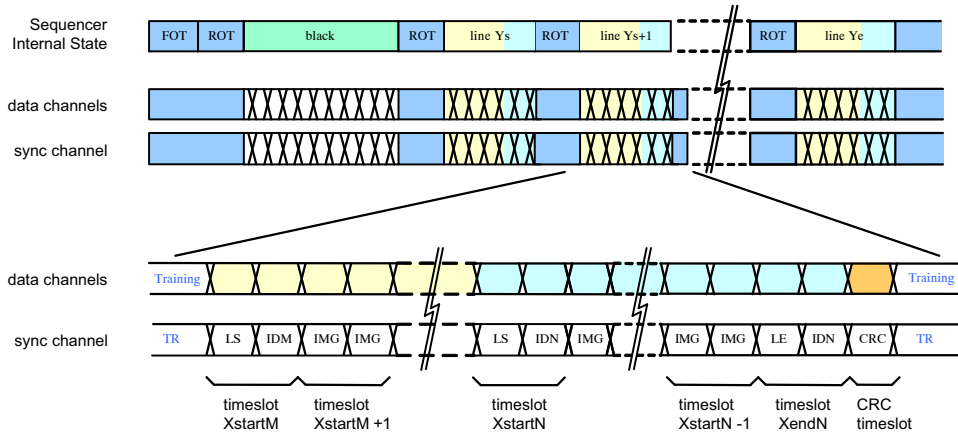 Sequencer
Internal State
FOT ROT black ROT line Ys ROT line Ys+1 ROT line Ye
data channels
sync channel
data channels Training Training
sync channel TR LS IDM IMG IMG LS IDN IMG IMG IMG LE IDN CRC TR
timeslot timeslot timeslot timeslot timeslot CRC
XstartM XstartM +1 XstartN XstartN -1 XendN timeslot